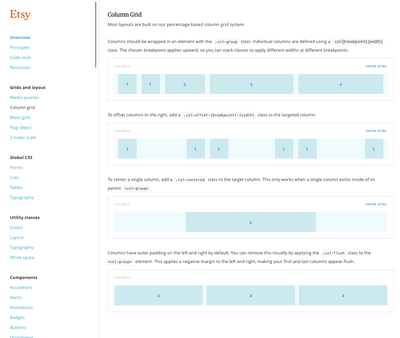 Etsy
Overview
Principles
Code style
Resources
Grids and layout
Media queries
Column grid
Block grid
Flag object
Z-index scale
Global CSS
Forms
Lists
Tables
Typography
Utility classes
Colors
Layout
Typography
White space
Components
Accordions
Alerts
Animations
Badges
Buttons
Column Grid
Most layouts are built on our percentage-based column grid system.
Columns should be wrapped in an element with the .col-group class. Individual columns are defined using a .col-[breakpoint]-[width]
class. The chosen breakpoint applies upward, so you can stack classes to apply different widths at different breakpoints.
EXAMPLE SHOW HTML
1 1 2 4 4
To offset columns to the right, add a .col-offset-[breakpoint]-[width] class to the targeted column.
EXAMPLE SHOW HTML
1 1 1 1 1 1
To center a single column, add a .col-centered class to the target column. This only works when a single column exists inside of its
parent <col-group>
EXAMPLE SHOW HTML
6
Columns have outer padding on the left and right by default. You can remove this visually by applying the .col-flush class to the
<col-group> element. This applies a negative margin to the left and right, making your first and last columns appear flush.
EXAMPLE SHOW HTML
4 4 4